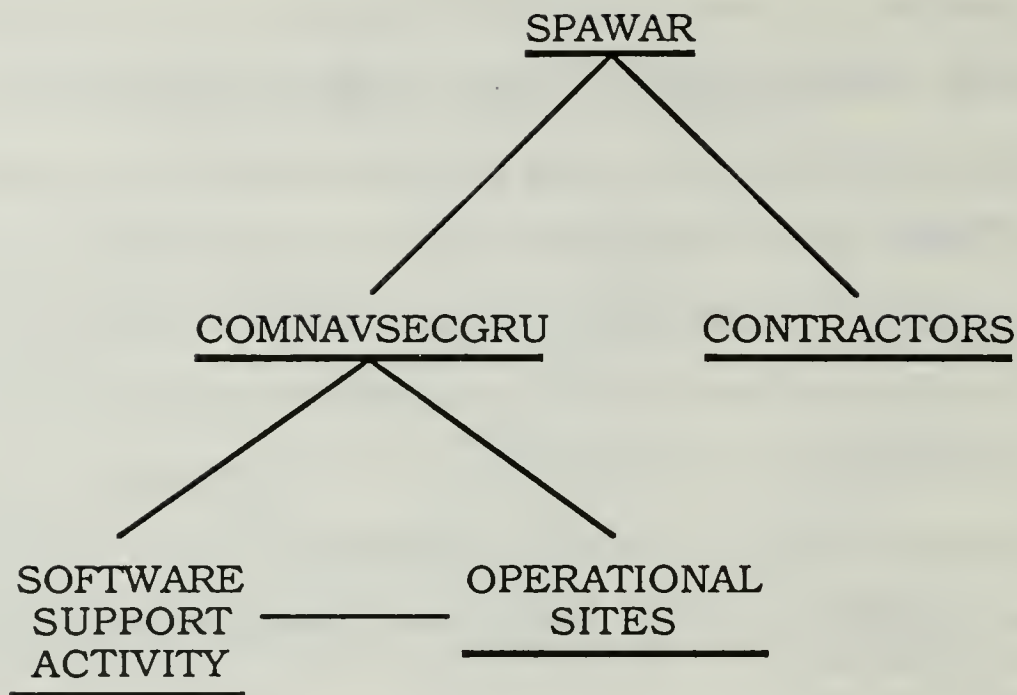 SPAWAR
COMNAVSECGRU
CONTRACTORS
SOFTWARE
SUPPORT
ACTIVITY
OPERATIONAL
SITES